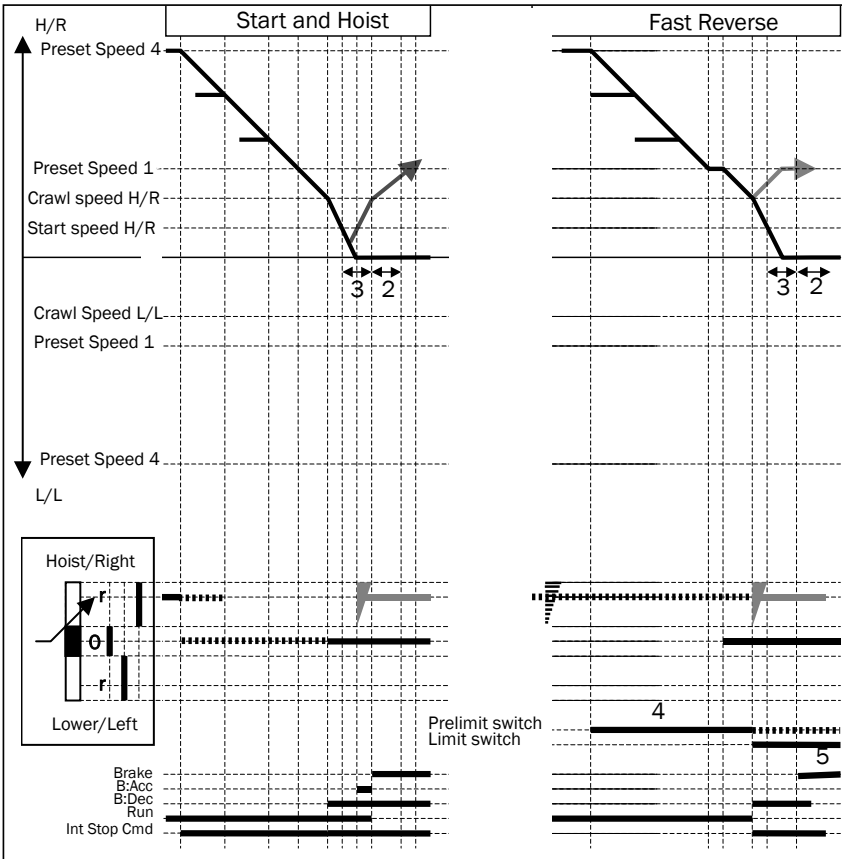 Start and Hoist
Fast Reverse
H/R
Preset Speed 4
Preset Speed 1
Crawl speed H/R
Start speed H/R
3 2
3 2
Crawl Speed L/L
Preset Speed 1
Preset Speed 4
L/L
Hoist/Right
r
0
r
Lower/Left
Prelimit switch
4
Limit switch
5
Brake
B:Acc
B:Dec
Run
Int Stop Cmd